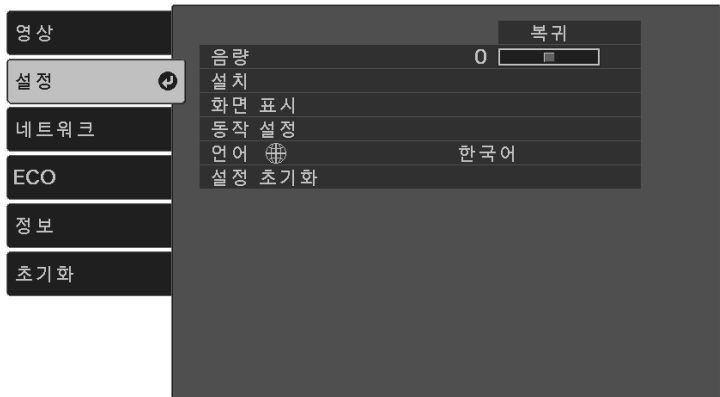 영상
설정
네트워크
ECO
정보
초기화
복귀
음량 0
설치
화면 표시
동작 설정
언어 한국어
설정 초기화